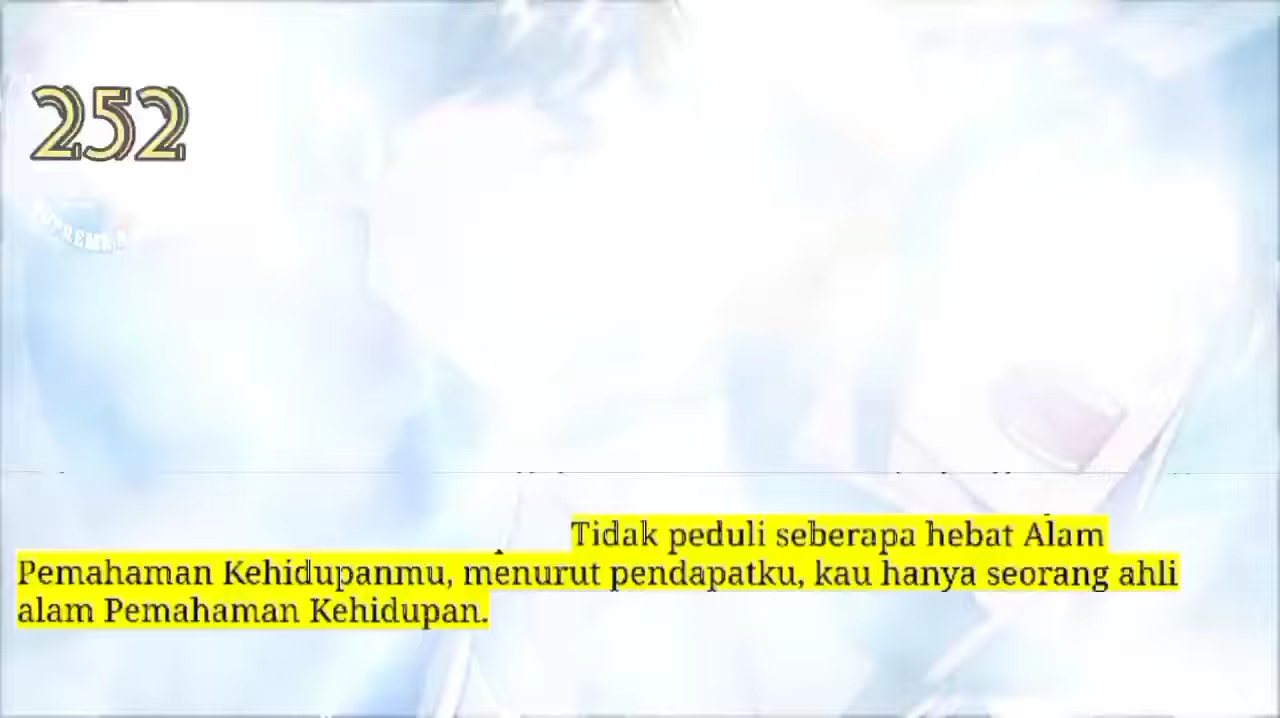 252
Tidak peduli seberapa hebat Alam
Pemahaman Kehidupanmu, menurut pendapatku, kau hanya seorang ahli
alam Pemahaman Kehidupan.